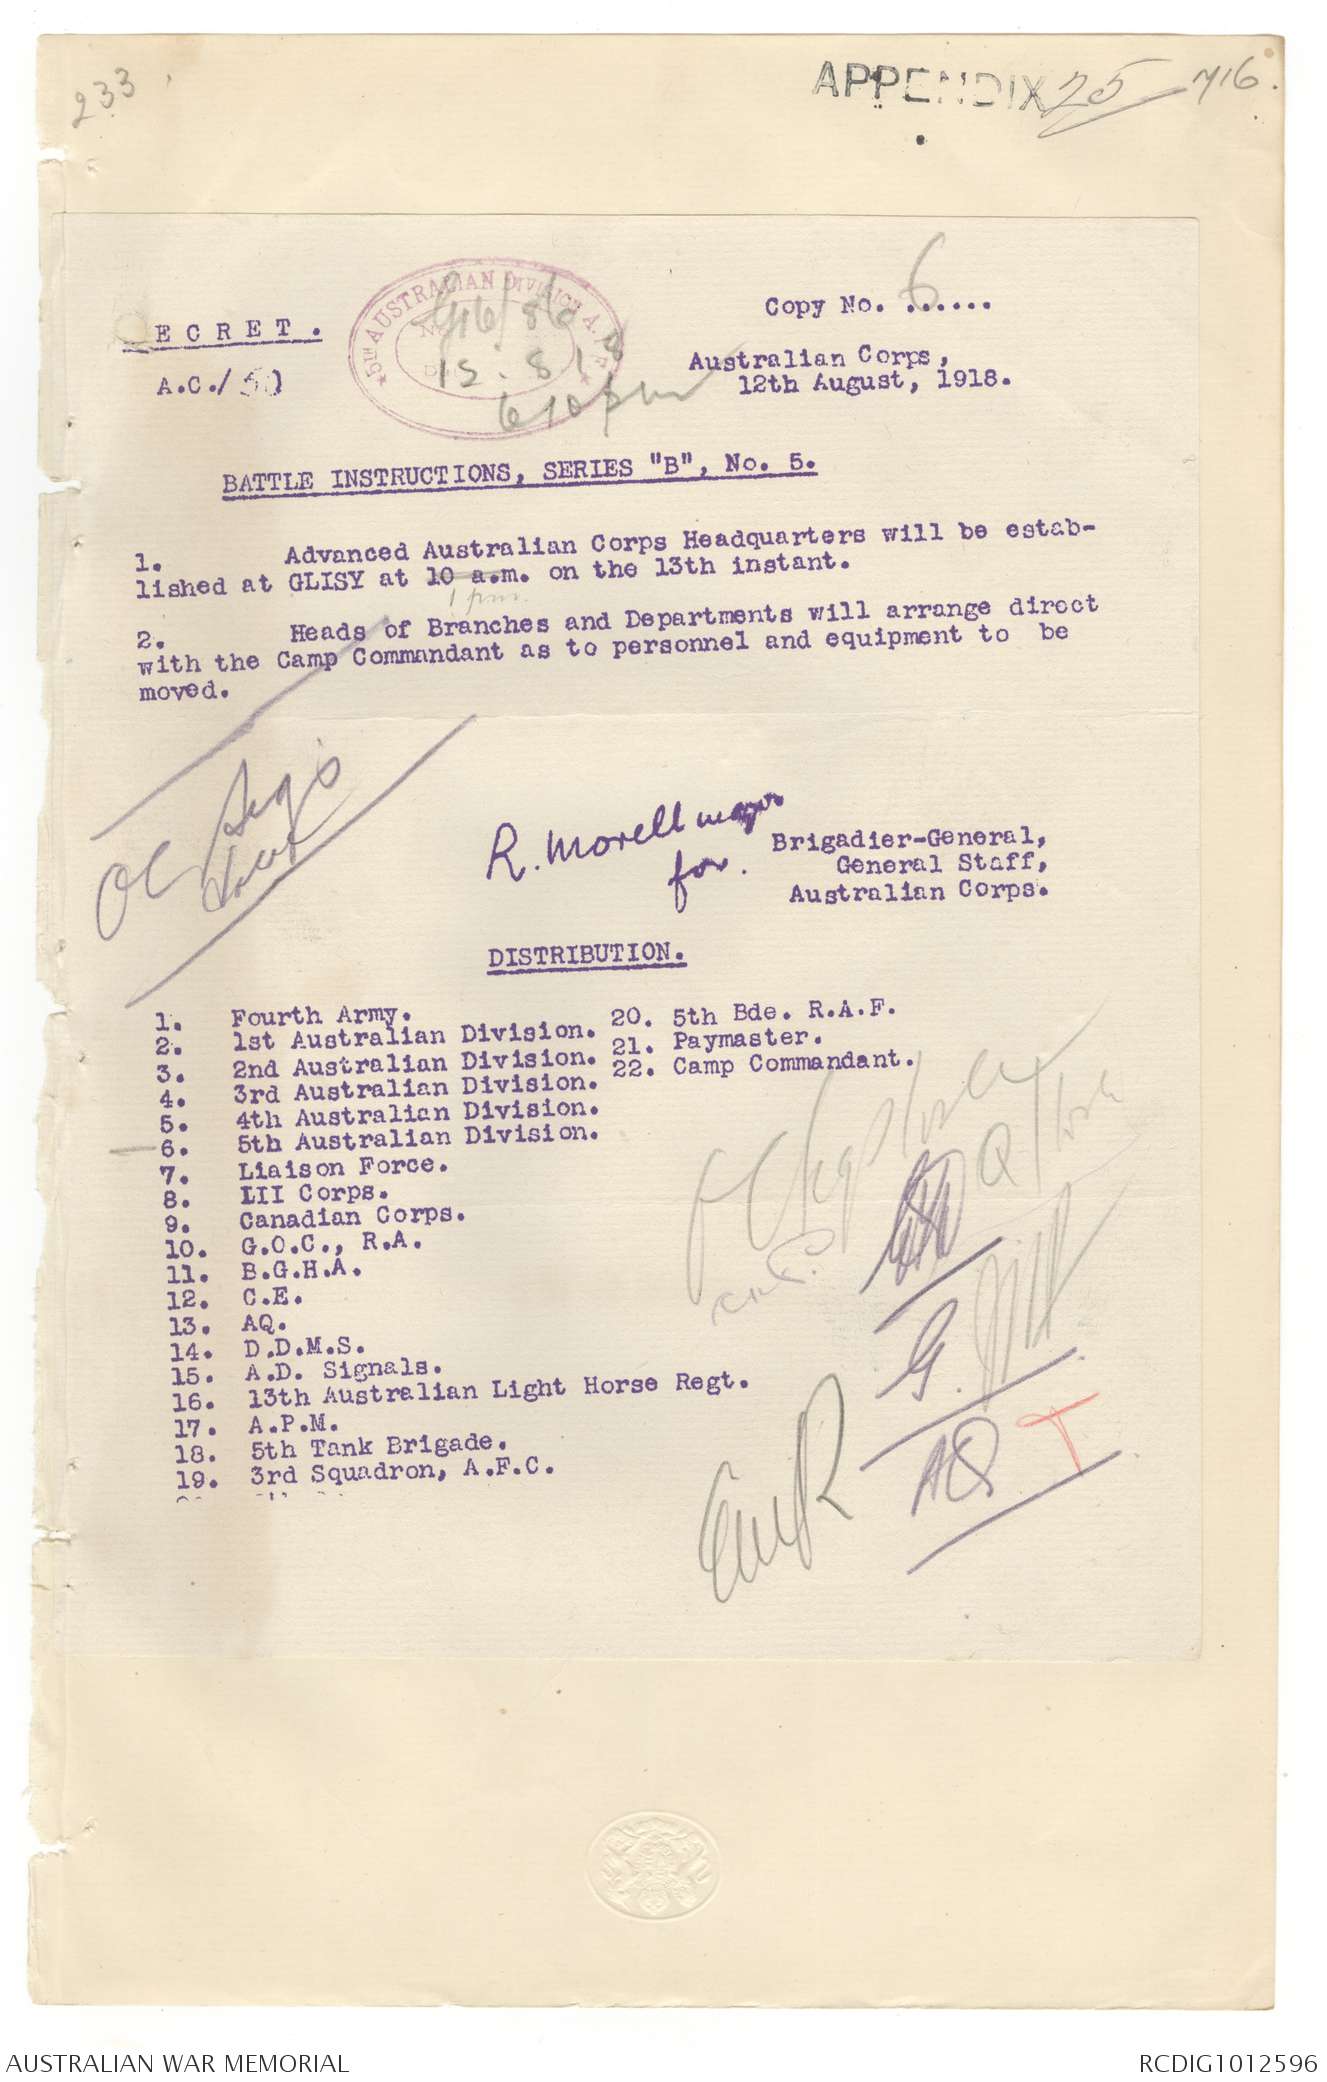 233
APPENDIX 25 716.
Copy No. 6......
ECRET.
5TH AUSTRALIAN DIVISION A.I.F.
A.C./50
Australian Corps,
12th August, 1918.
BATTLE INSTRUCTIONS, SERIES "B", No. 5.
1. Advanced Australian Corps Headquarters will be estab-
lished at GLISY at 10 a.m. on the 13th instant.
1 pm.
2. Heads of Branches and Departments will arrange direct
with the Camp Commandant as to personnel and equipment to be
moved.
OC
R. Morell major
for.
Brigadier-General,
General Staff,
Australian Corps.
DISTRIBUTION.
1. Fourth Army.
2. 1st Australian Division.
3. 2nd Australian Division.
4. 3rd Australian Division.
5. 4th Australian Division.
6. 5th Australian Division.
7. Liaison Force.
8. III Corps.
9. Canadian Corps.
10. G.O.C., R.A.
11. B.G.H.A.
12. C.E.
13. AQ.
14. D.D.M.S.
15. A.D. Signals.
16. 13th Australian Light Horse Regt.
17. A.P.M.
18. 5th Tank Brigade.
19. 3rd Squadron, A.F.C.
20. 5th Bde. R.A.F.
21. Paymaster.
22. Camp Commandant.
G.
AQ
AUSTRALIAN WAR MEMORIAL
RCDIG1012596